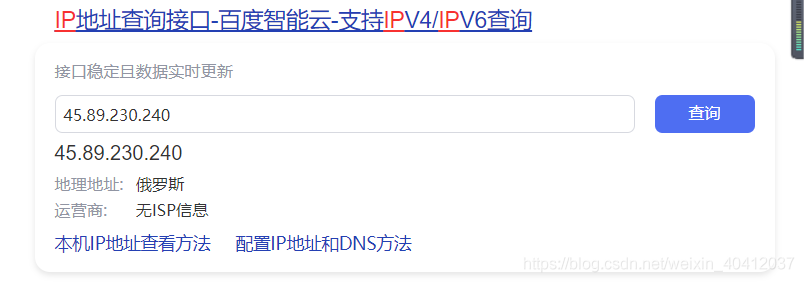 IP地址查询接口-百度智能云-支持IPV4/IPV6查询
接口稳定且数据实时更新
45.89.230.240 查询
45.89.230.240
地理地址: 俄罗斯
运营商: 无ISP信息
本机IP地址查看方法 配置IP地址和DNS方法
https://blog.csdn.net/weixin_40412037